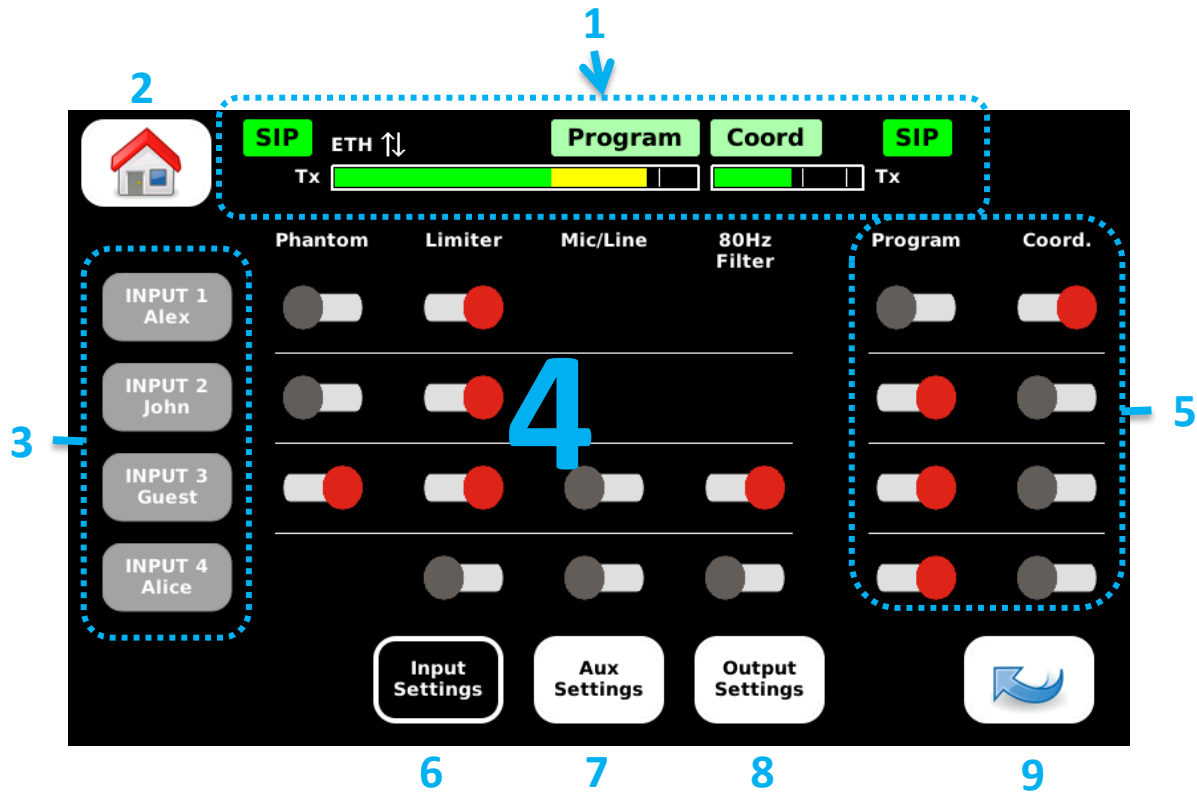 1
2
SIP
ETH
Program
Coord
SIP
Tx
Tx
Phantom
Limiter
Mic/Line
80Hz
Filter
Program
Coord.
INPUT 1
Alex
INPUT 2
John
3
4
5
INPUT 3
Guest
INPUT 4
Alice
Input
Settings
Aux
Settings
Output
Settings
6
7
8
9